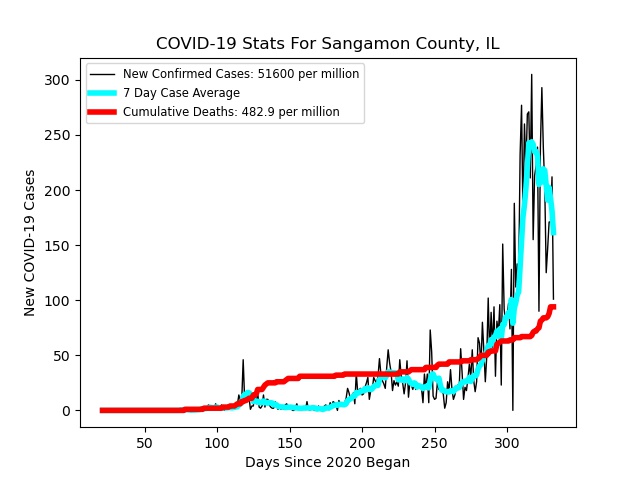 COVID-19 Stats For Sangamon County, IL
New Confirmed Cases: 51600 per million
7 Day Case Average
Cumulative Deaths: 482.9 per million
New COVID-19 Cases
300
250
200
150
100
50
0
50 100 150 200 250 300
Days Since 2020 Began